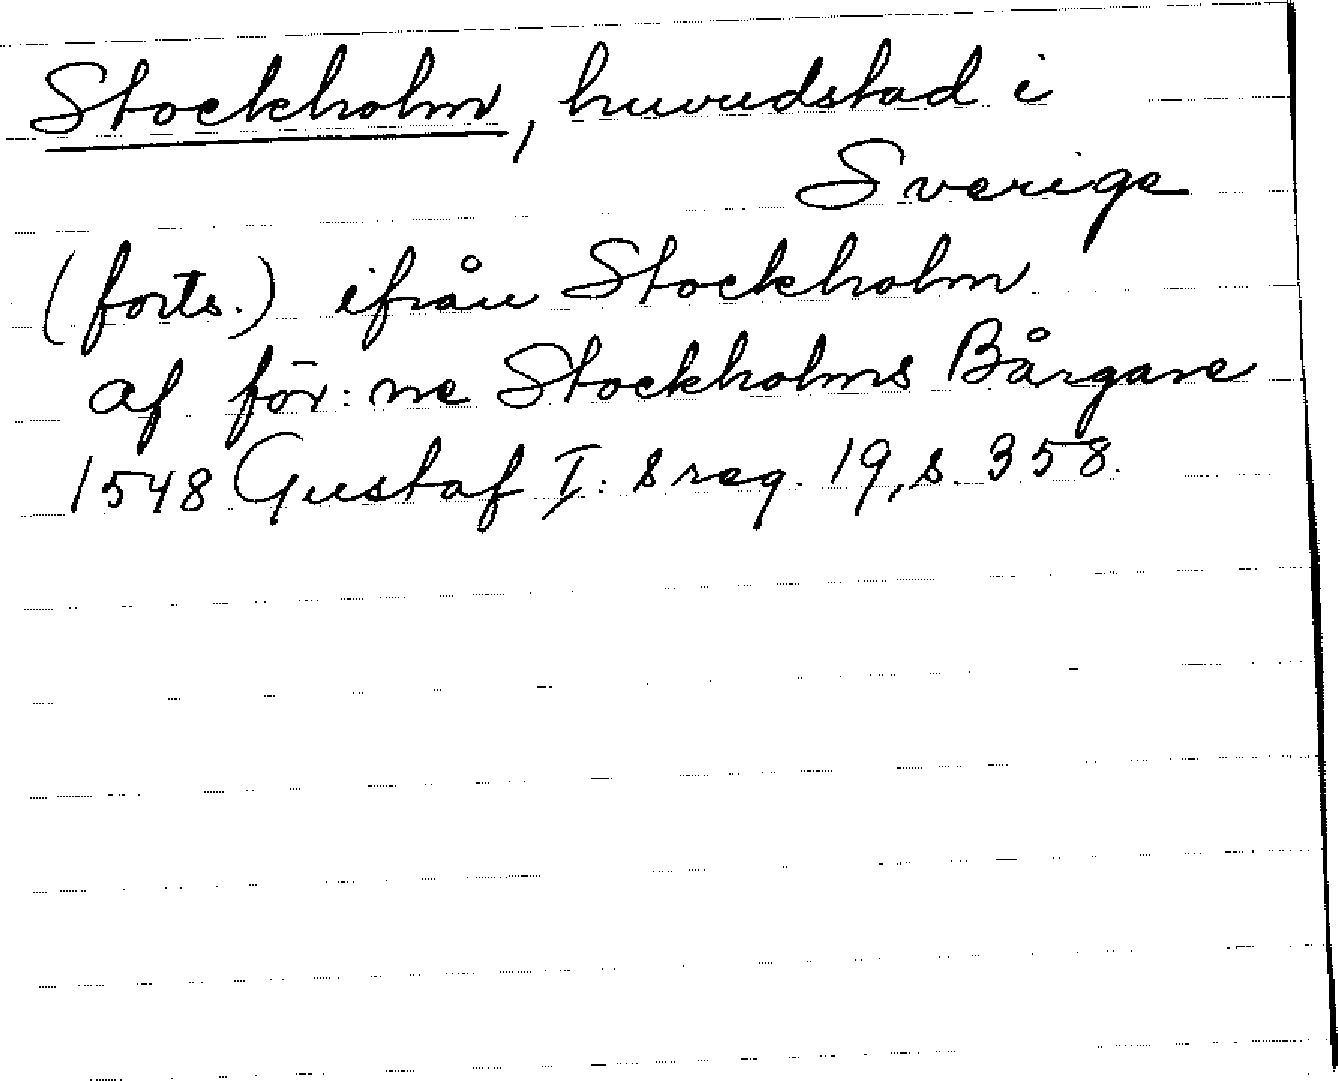 Stockholm, huvudstad i
Sverige
(forts.) ifrån Stockholm
af för:ne Stockholms Bårgare
1548 Gustaf I:s reg. 19, s. 358.